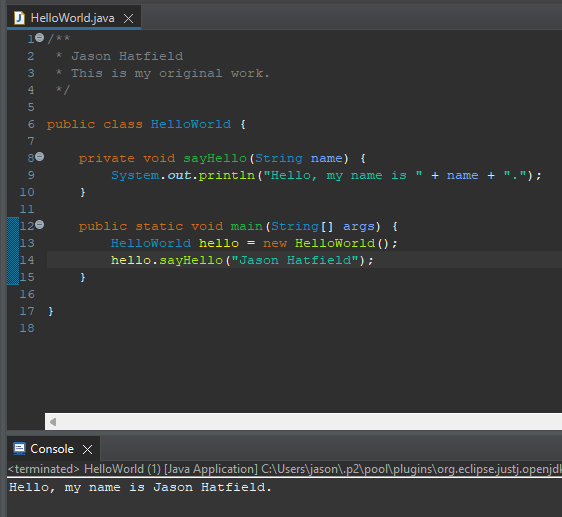 HelloWorld.java
1 /**
2  * Jason Hatfield
3  * This is my original work.
4  */
5
6 public class HelloWorld {
7
8     private void sayHello(String name) {
9         System.out.println("Hello, my name is " + name + ".");
10     }
11
12     public static void main(String[] args) {
13         HelloWorld hello = new HelloWorld();
14         hello.sayHello("Jason Hatfield");
15     }
16
17 }
18
Console
<terminated> HelloWorld (1) [Java Application] C:\Users\jason\.p2\pool\plugins\org.eclipse.justj.openjdk
Hello, my name is Jason Hatfield.